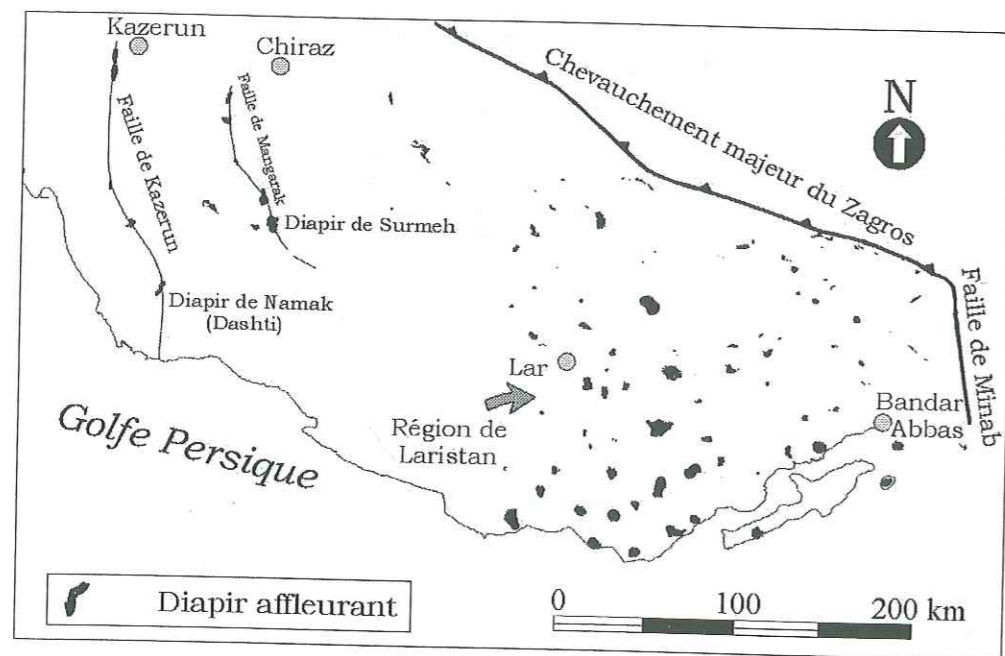 Kazerun
Chiraz
Chevauchement majeur du Zagros
N
Faille de Kazerun
Faille de Mangarak
Diapir de Surmeh
Diapir de Namak
(Dashti)
Faille de Minab
Lar
Région de
Laristan
Bandar
Abbas
Golfe Persique
Diapir affleurant
0 100 200 km